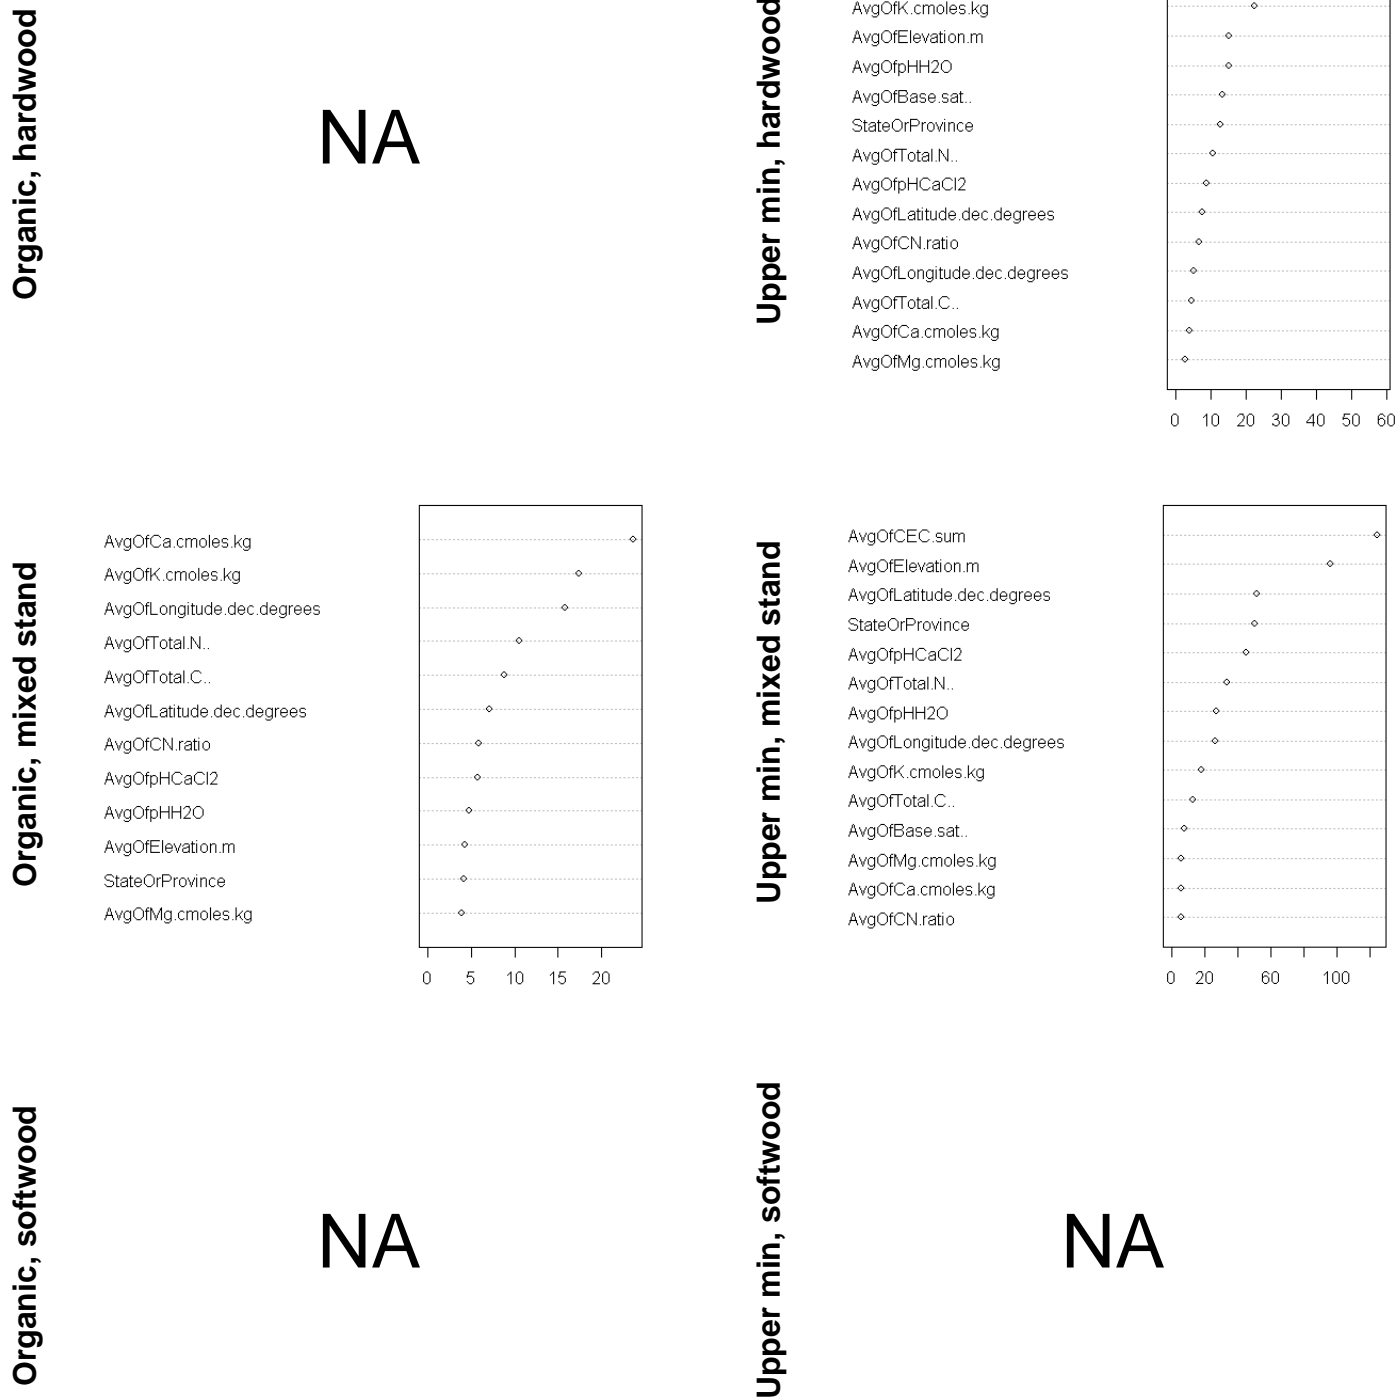 Organic, hardwood
NA
Upper min, hardwood
AvgOfK.cmoles.kg
AvgOfElevation.m
AvgOfpHH2O
AvgOfBase.sat..
StateOrProvince
AvgOfTotal.N..
AvgOfpHCaCl2
AvgOfLatitude.dec.degrees
AvgOfCN.ratio
AvgOfLongitude.dec.degrees
AvgOfTotal.C..
AvgOfCa.cmoles.kg
AvgOfMg.cmoles.kg
0 10 20 30 40 50 60
Organic, mixed stand
AvgOfCa.cmoles.kg
AvgOfK.cmoles.kg
AvgOfLongitude.dec.degrees
AvgOfTotal.N..
AvgOfTotal.C..
AvgOfLatitude.dec.degrees
AvgOfCN.ratio
AvgOfpHCaCl2
AvgOfpHH2O
AvgOfElevation.m
StateOrProvince
AvgOfMg.cmoles.kg
0 5 10 15 20
Upper min, mixed stand
AvgOfCEC.sum
AvgOfElevation.m
AvgOfLatitude.dec.degrees
StateOrProvince
AvgOfpHCaCl2
AvgOfTotal.N..
AvgOfpHH2O
AvgOfLongitude.dec.degrees
AvgOfK.cmoles.kg
AvgOfTotal.C..
AvgOfBase.sat..
AvgOfMg.cmoles.kg
AvgOfCa.cmoles.kg
AvgOfCN.ratio
0 20 60 100
Organic, softwood
NA
Upper min, softwood
NA